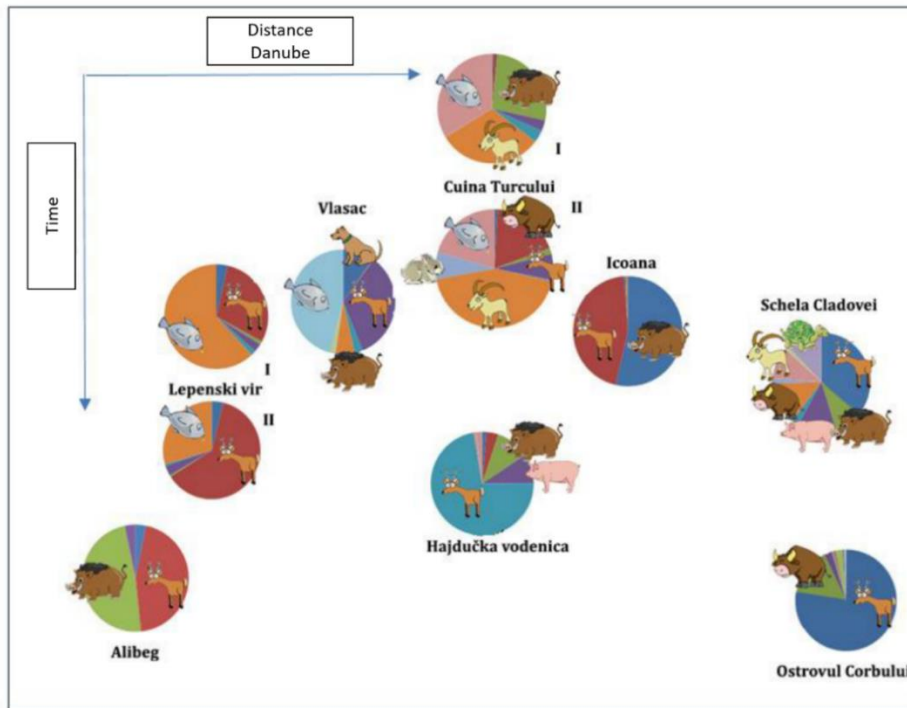 Distance
Danube
Time
I
Cuina Turcului
II
Vlasac
Icoana
Schela Cladovei
I
Lepenski vir
II
Hajdučka vodenica
Alibeg
Ostrovul Corbului